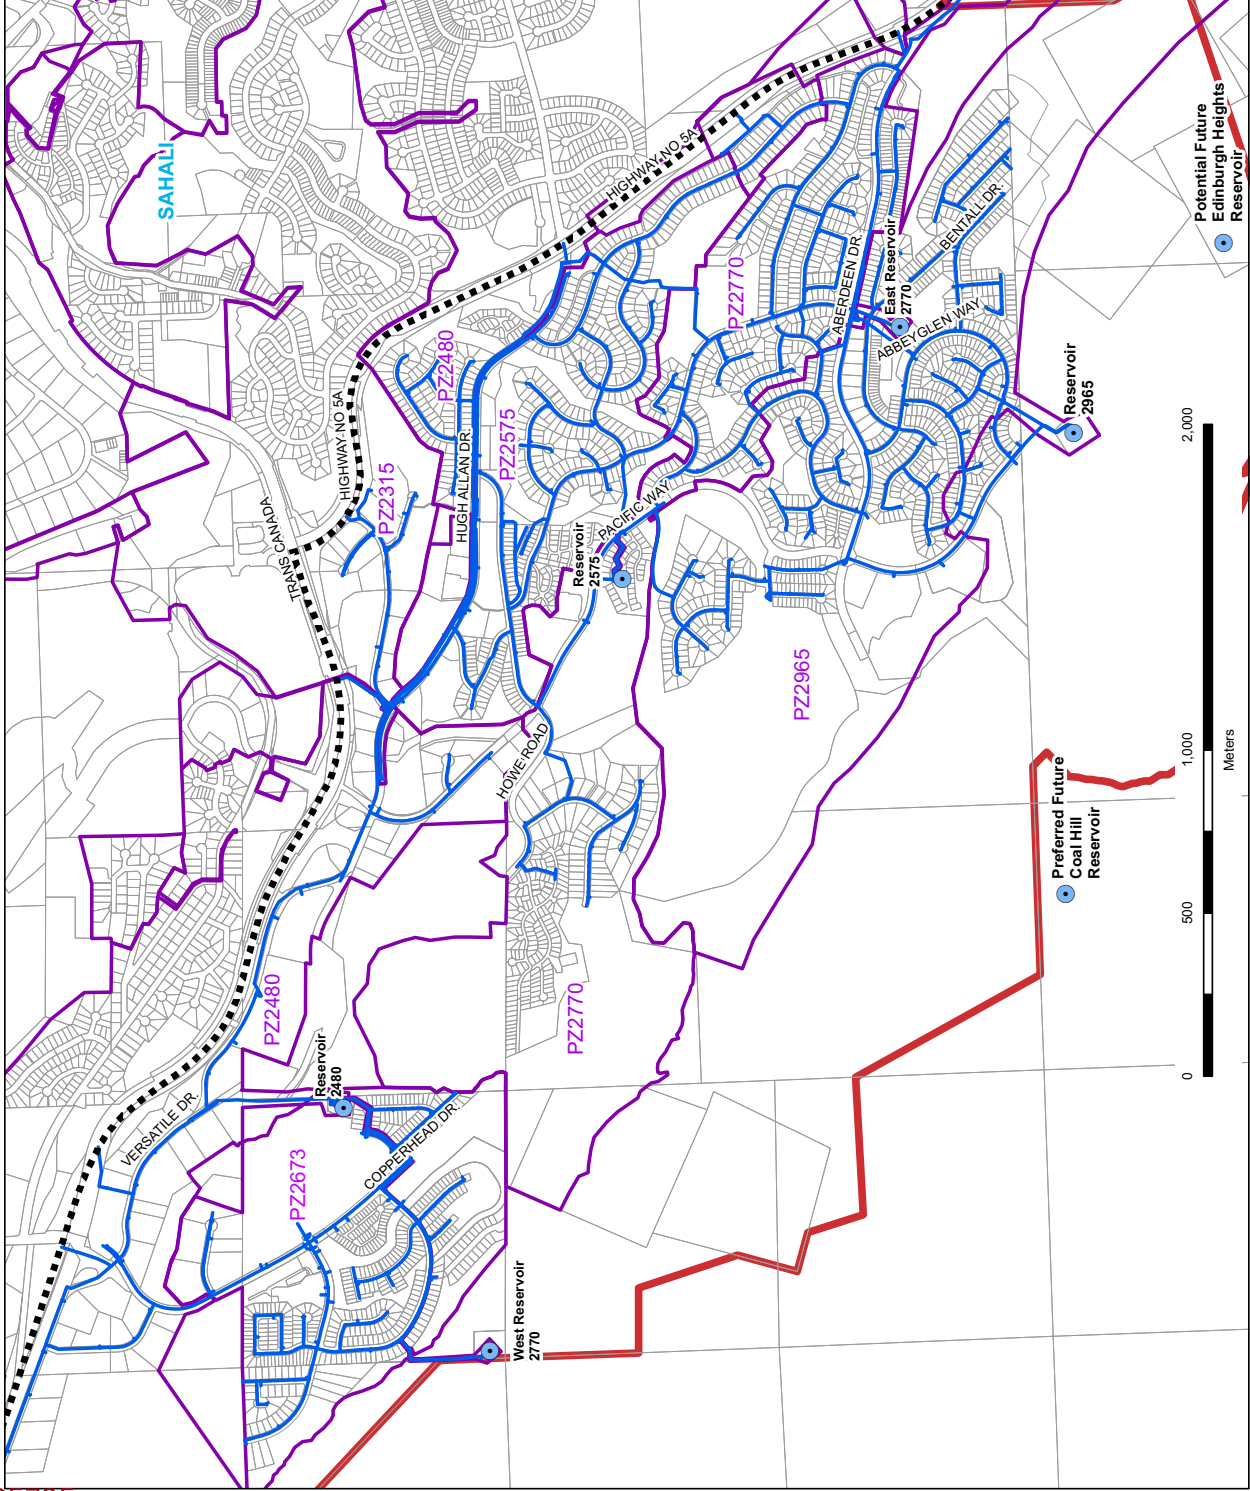 SAHALI
HIGHWAY NO 5A
HIGHWAY NO 5A
TRANS CANADA
PZ2480
PZ2315
HUGH ALLAN DR.
PZ2575
PACIFIC WAY
Reservoir
2575
PZ2770
ABERDEEN DR.
East Reservoir
2770
ABBEYGLEN WAY
BENTALL DR.
Potential Future
Edinburgh Heights
Reservoir
Reservoir
2965
PZ2965
HOWE ROAD
PZ2480
PZ2770
Reservoir
2480
VERSATILE DR.
COPPERHEAD DR.
PZ2673
West Reservoir
2770
Preferred Future
Coal Hill
Reservoir
0
500
1,000
2,000
Meters